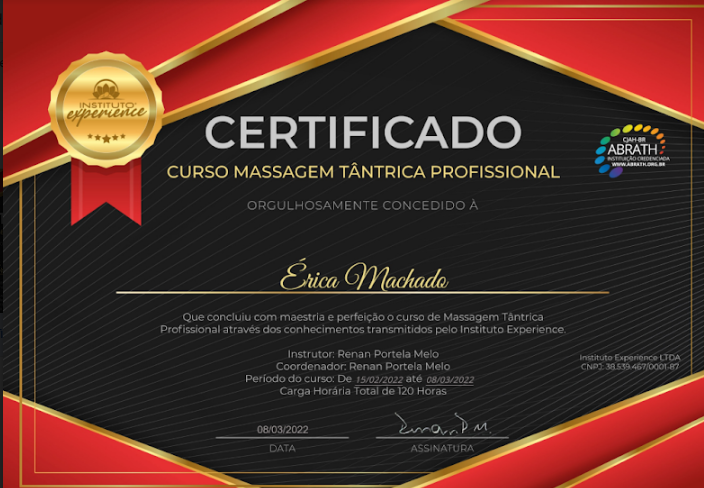 INSTITUTO
experience
CERTIFICADO
CURSO MASSAGEM TÂNTRICA PROFISSIONAL
CJAH-BR
ABRATH
INSTITUIÇÃO CREDENCIADA
WWW.ABRATH.ORG.BR
ORGULHOSAMENTE CONCEDIDO À
Érica Machado
Que concluiu com maestria e perfeição o curso de Massagem Tântrica
Profissional através dos conhecimentos transmitidos pelo Instituto Experience.
Instrutor: Renan Portela Melo
Coordenador: Renan Portela Melo
Período do curso: De 15/02/2022 até 08/03/2022
Carga Horária Total de 120 Horas
Instituto Experience LTDA
CNPJ: 38.539.467/0001-87
08/03/2022
DATA
ASSINATURA